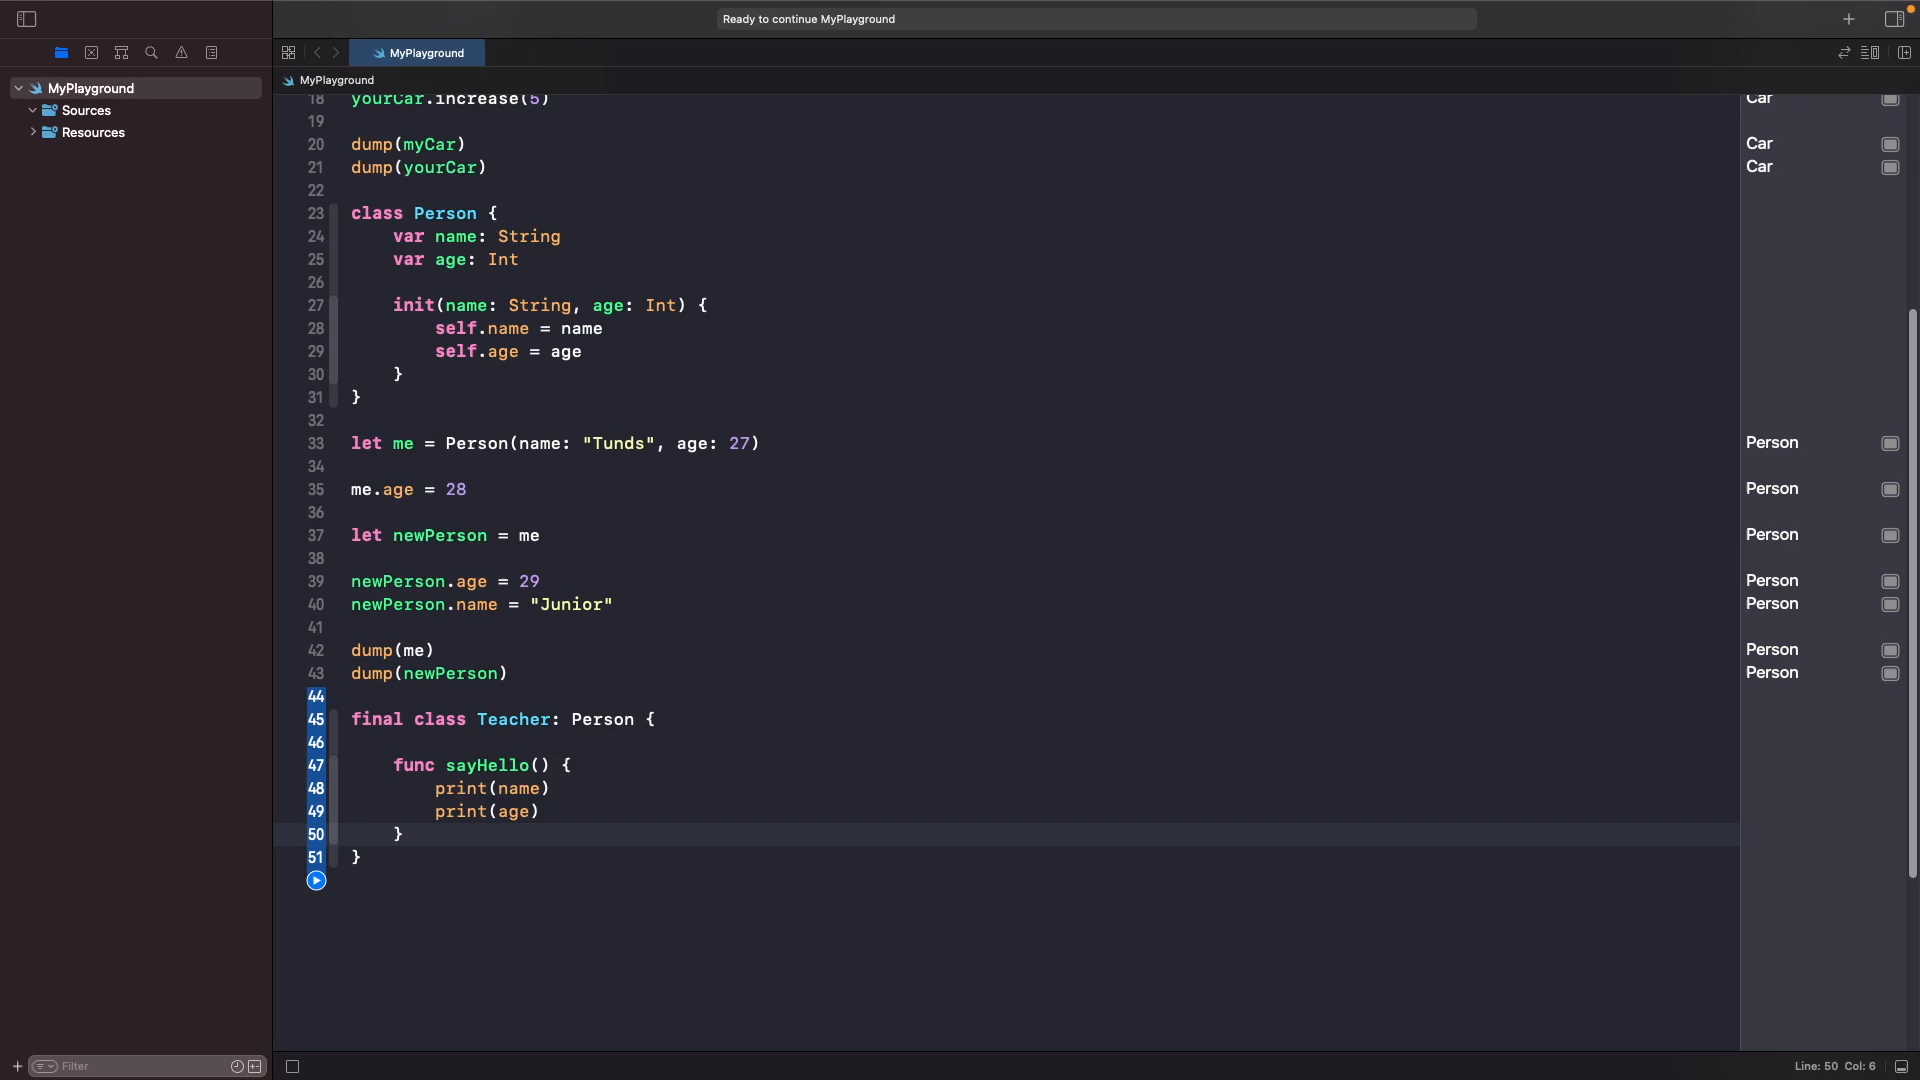 Ready to continue MyPlayground
MyPlayground
MyPlayground
MyPlayground
Sources
Resources
18 yourCar.increase(5) Car
19
20 dump(myCar) Car
21 dump(yourCar) Car
22
23 class Person {
24 var name: String
25 var age: Int
26
27 init(name: String, age: Int) {
28 self.name = name
29 self.age = age
30 }
31 }
32
33 let me = Person(name: "Tunds", age: 27) Person
34
35 me.age = 28 Person
36
37 let newPerson = me Person
38
39 newPerson.age = 29 Person
40 newPerson.name = "Junior" Person
41
42 dump(me) Person
43 dump(newPerson) Person
44
45 final class Teacher: Person {
46
47 func sayHello() {
48 print(name)
49 print(age)
50 }
51 }
Filter
Line: 50 Col: 6